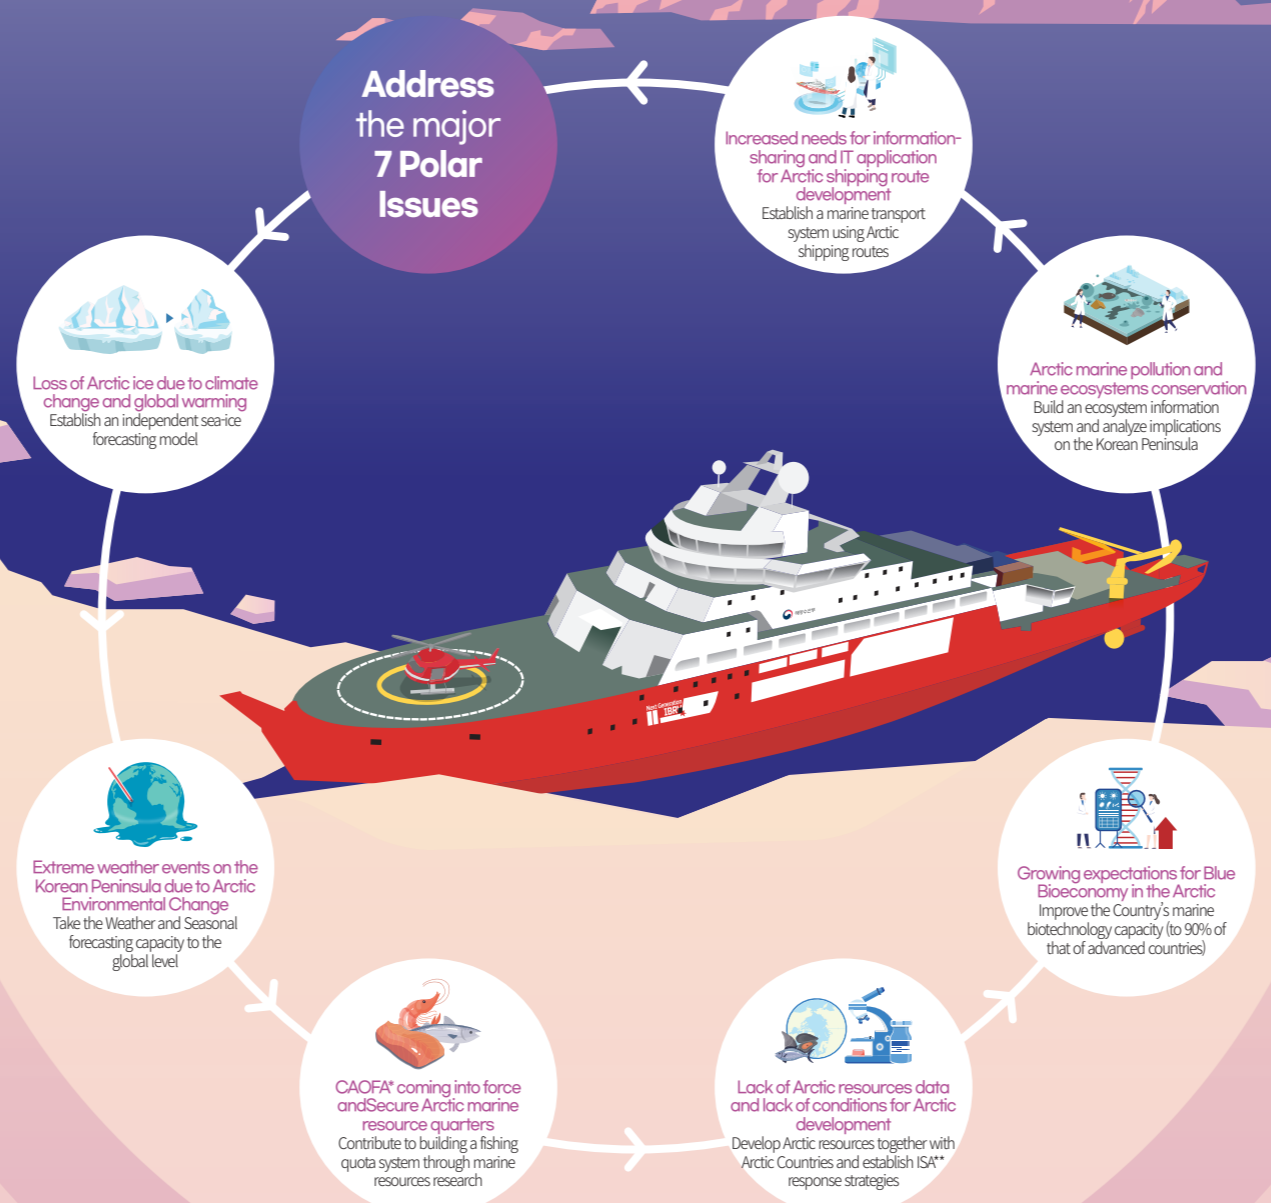 Address
the major
7 Polar
Issues
Loss of Arctic ice due to climate
change and global warming
Establish an independent sea-ice
forecasting model
Extreme weather events on the
Korean Peninsula due to Arctic
Environmental Change
Take the Weather and Seasonal
forecasting capacity to the
global level
CAOFA* coming into force
andSecure Arctic marine
resource quarters
Contribute to building a fishing
quota system through marine
resources research
Lack of Arctic resources data
and lack of conditions for Arctic
development
Develop Arctic resources together with
Arctic Countries and establish ISA**
response strategies
Growing expectations for Blue
Bioeconomy in the Arctic
Improve the Country's marine
biotechnology capacity (to 90% of
that of advanced countries)
Arctic marine pollution and
marine ecosystems conservation
Build an ecosystem information
system and analyze implications
on the Korean Peninsula
Increased needs for information-
sharing and IT application
for Arctic shipping route
development
Establish a marine transport
system using Arctic
shipping routes
해양수산부
Next Generation